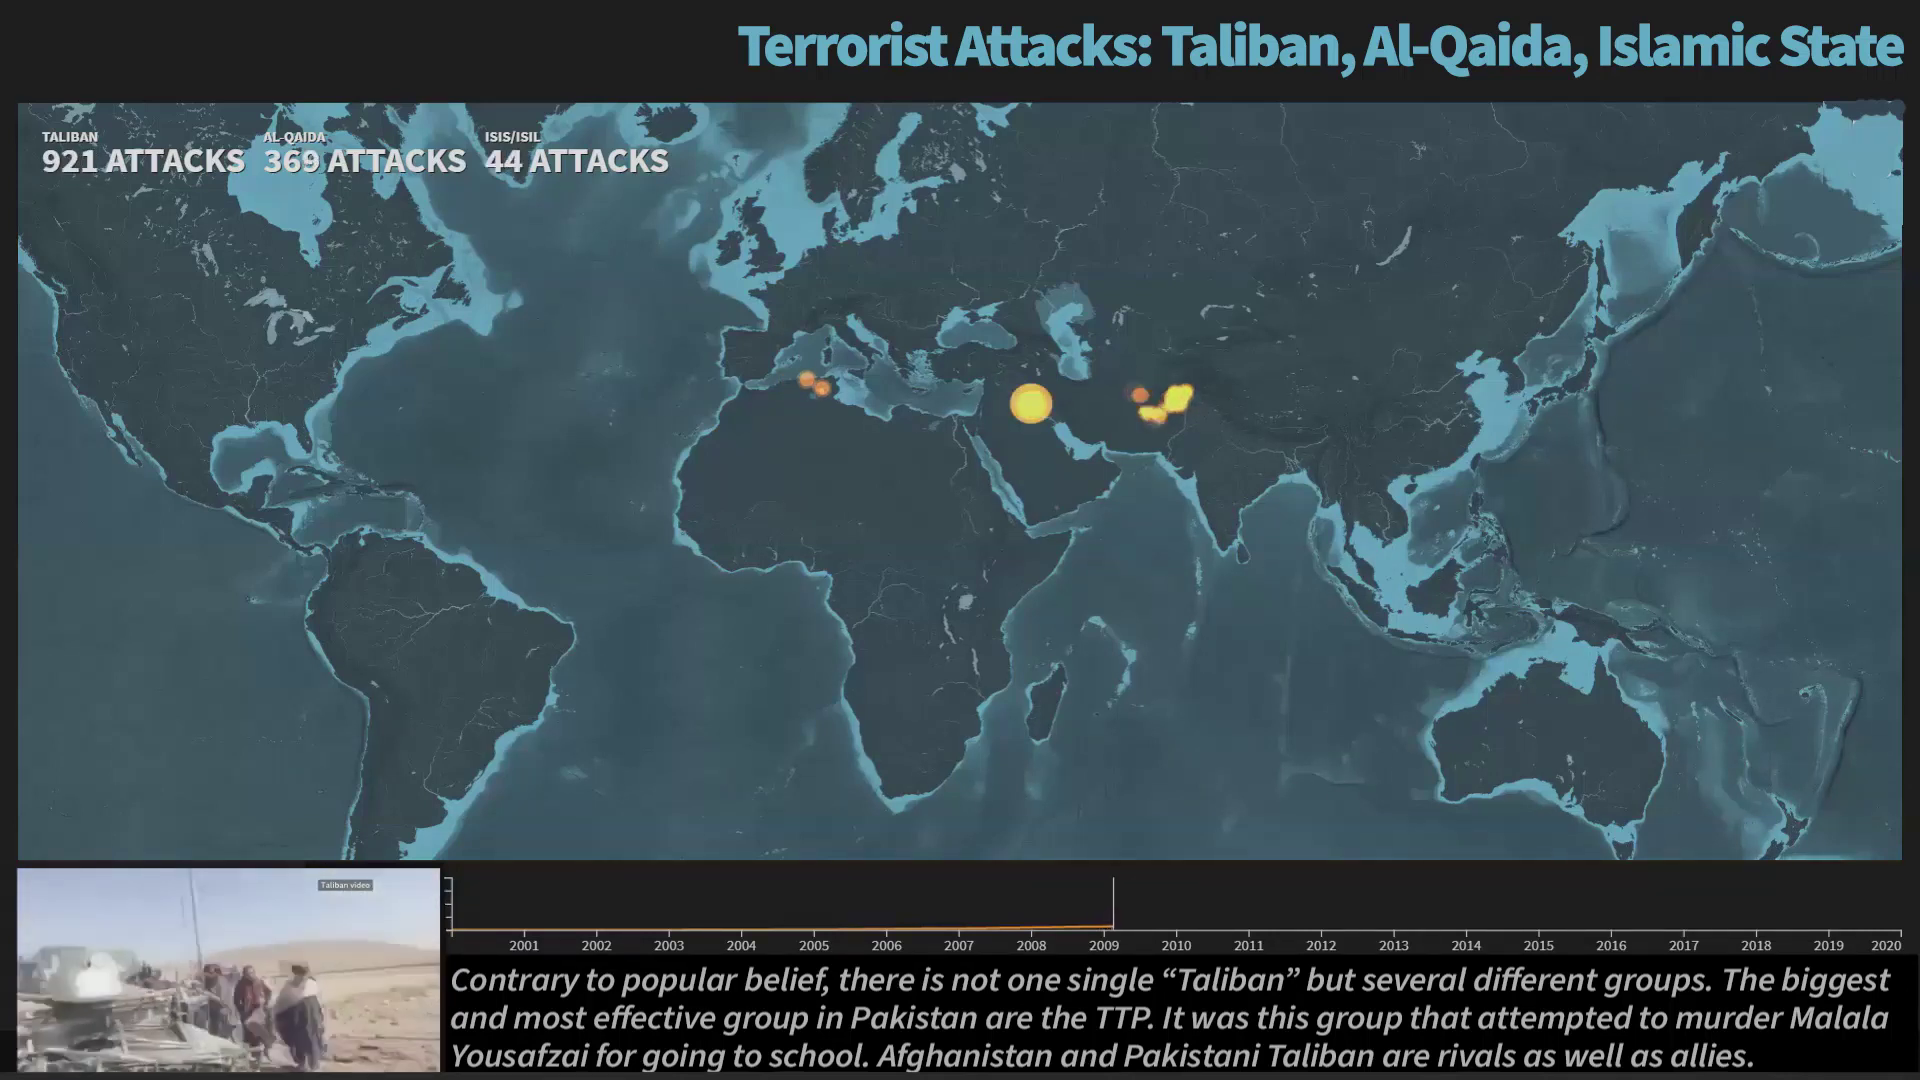 Terrorist Attacks: Taliban, Al-Qaida, Islamic State
TALIBAN AL-QAIDA ISIS/ISIL
921 ATTACKS 369 ATTACKS 44 ATTACKS
Taliban video
2001 2002 2003 2004 2005 2006 2007 2008 2009 2010 2011 2012 2013 2014 2015 2016 2017 2018 2019 2020
Contrary to popular belief, there is not one single “Taliban” but several different groups. The biggest
and most effective group in Pakistan are the TTP. It was this group that attempted to murder Malala
Yousafzai for going to school. Afghanistan and Pakistani Taliban are rivals as well as allies.